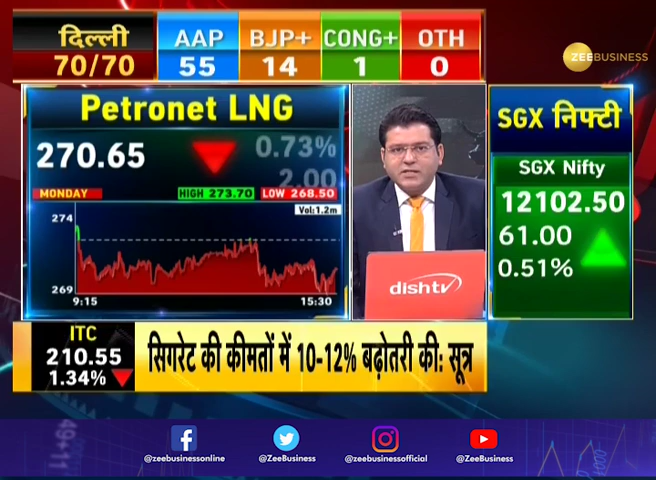 दिल्ली
70/70
AAP
55
BJP+
14
CONG+
1
OTH
0
ZEEBUSINESS
Petronet LNG
270.65
0.73%
2.00
MONDAY
HIGH 273.70
LOW 268.50
Vol:1.2m
274
269
9:15
15:30
dishtv
SGX निफ्टी
SGX Nifty
12102.50
61.00
0.51%
ITC
210.55
1.34%
सिगरेट की कीमतों में 10-12% बढ़ोतरी की: सूत्र
@zeebusinessonline
@ZeeBusiness
@zeebusinessofficial
@zeebusiness